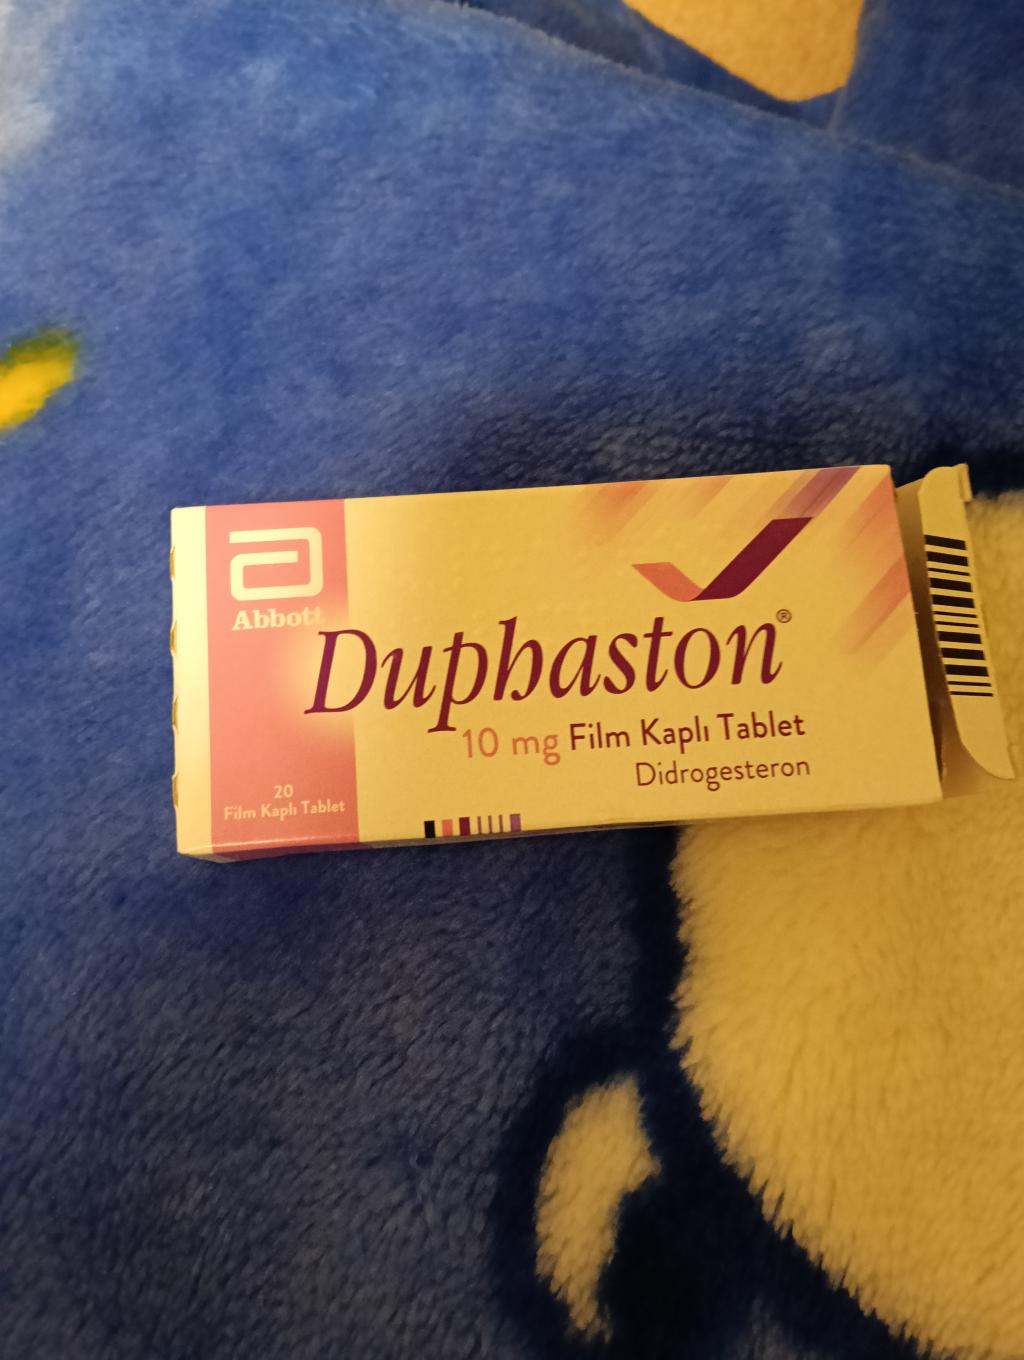 Abbott
Duphaston®
10 mg Film Kaplı Tablet
Didrogesteron
20
Film Kaplı Tablet